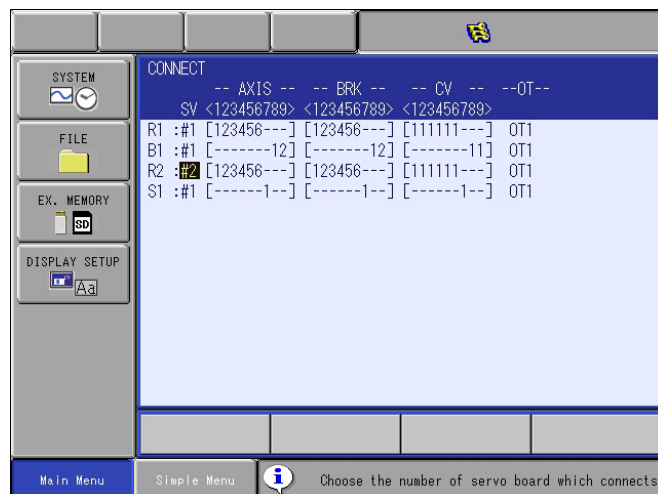 SYSTEM
FILE
EX. MEMORY
SD
DISPLAY SETUP
Aa
CONNECT
-- AXIS -- -- BRK -- -- CV -- --OT--
SV <123456789> <123456789> <123456789>
R1 :#1 [123456---] [123456---] [111111---] OT1
B1 :#1 [-------12] [-------12] [-------11] OT1
R2 :#2 [123456---] [123456---] [111111---] OT1
S1 :#1 [------1--] [------1--] [------1--] OT1
Main Menu
Simple Menu
Choose the number of servo board which connects